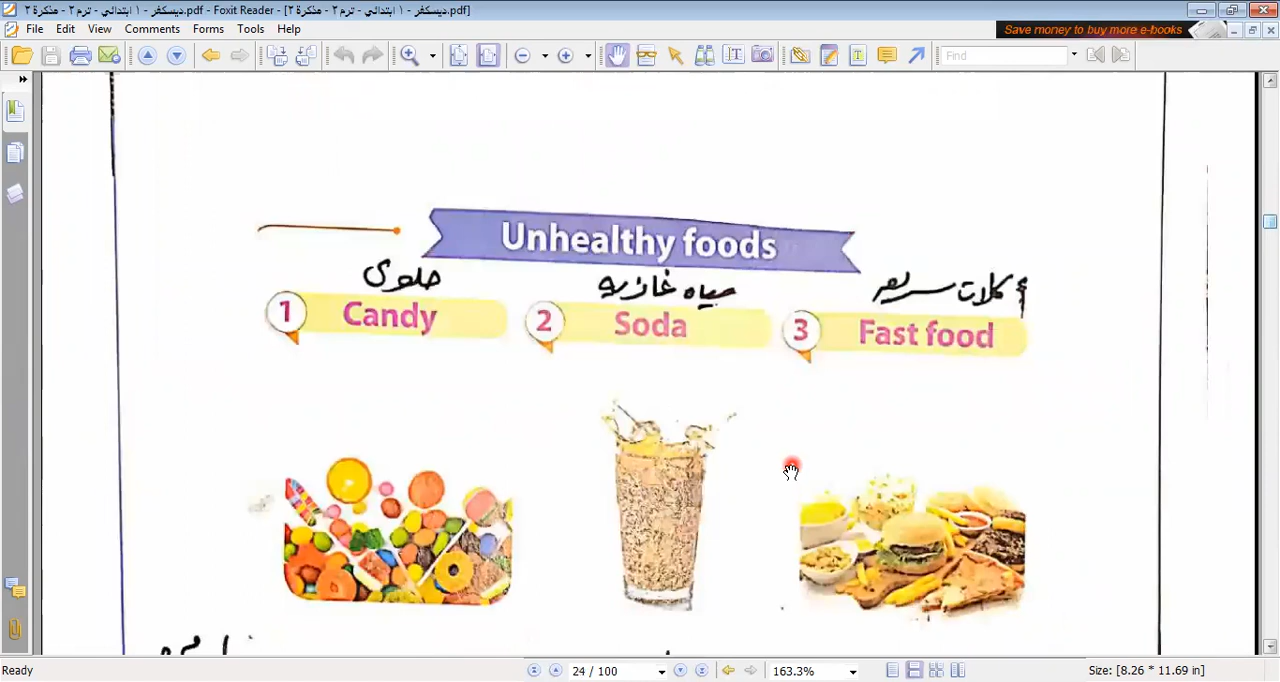 ديسكفر - ١ ابتدائي - ترم ٢ - مذكرة ٢.pdf - Foxit Reader - [ديسكفر - ١ ابتدائي - ترم ٢ - مذكرة ٢.pdf]
File Edit View Comments Forms Tools Help
Save money to buy more e-books
Find
Unhealthy foods
حلوى مياه غازية أكلات سريعة
1 Candy 2 Soda 3 Fast food
Ready 24 / 100 163.3% Size: [8.26 * 11.69 in]